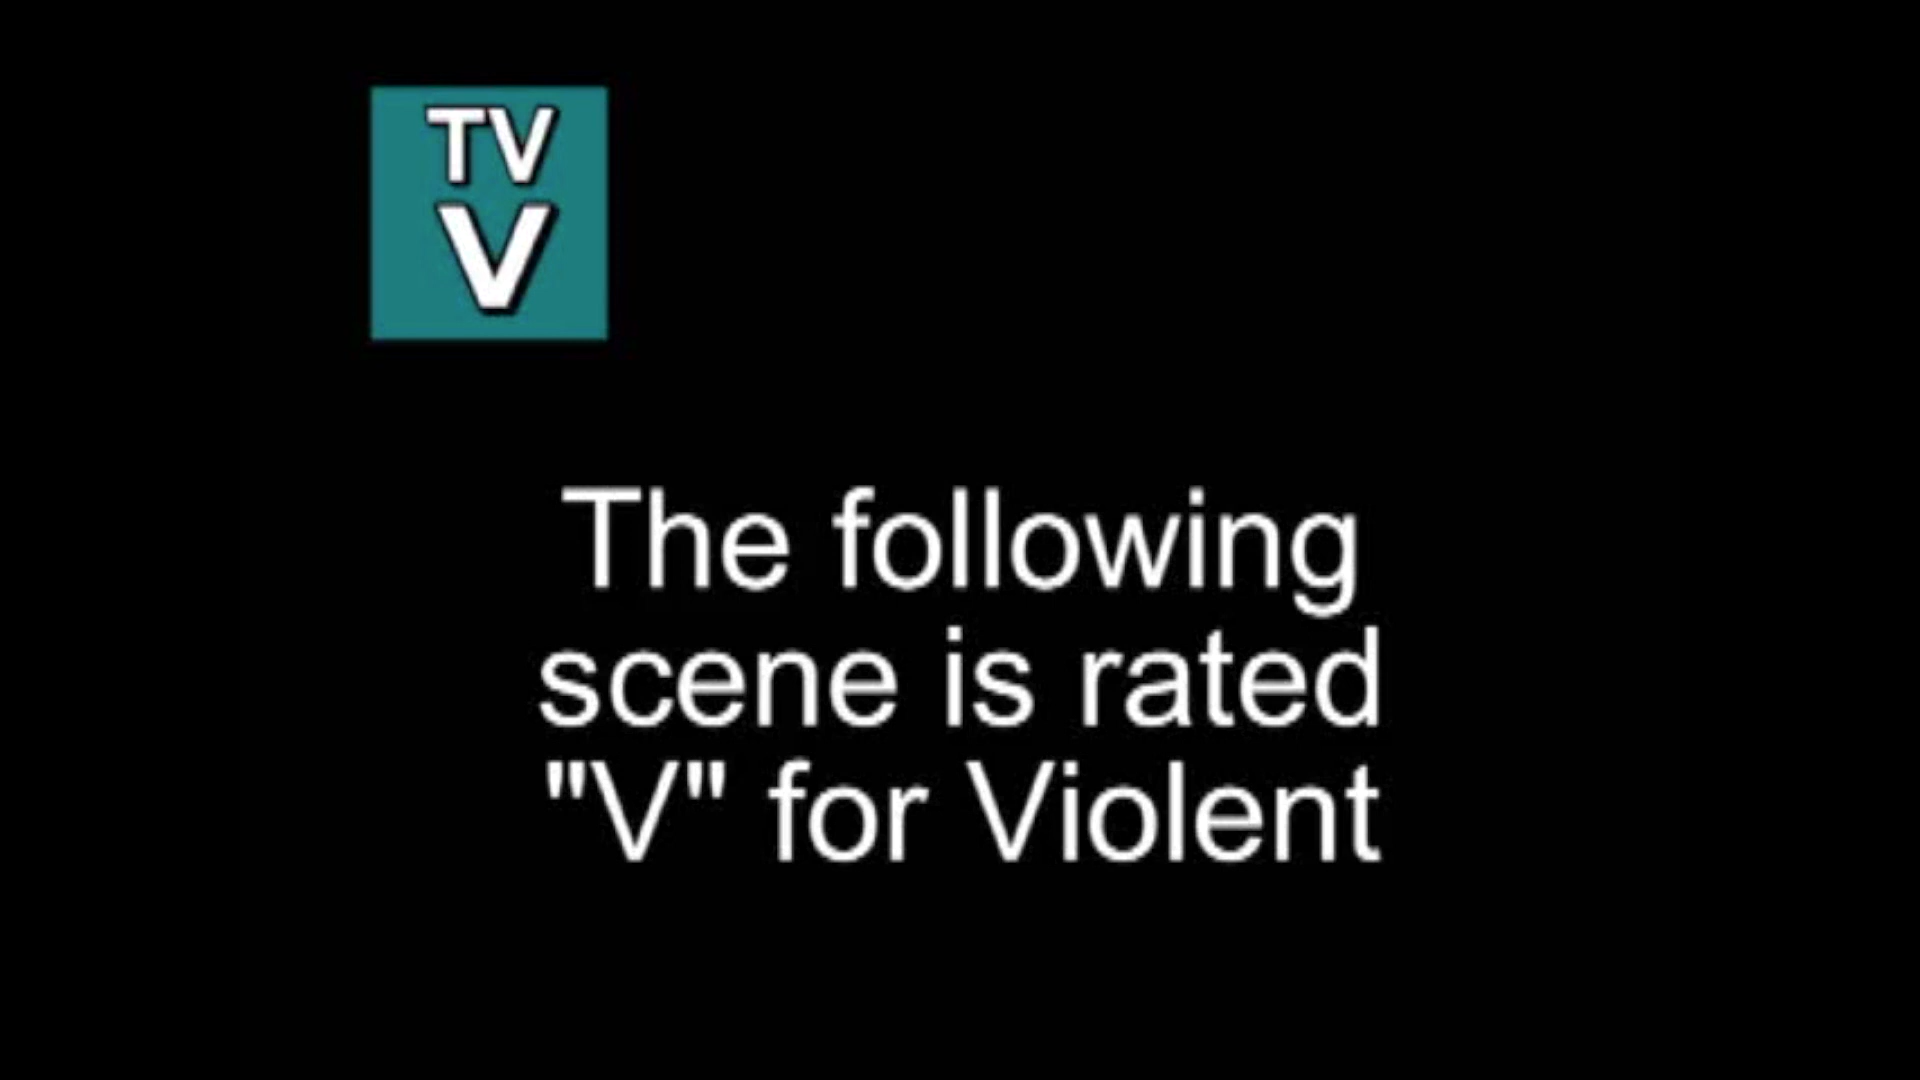 TV
V
The following
scene is rated
"V" for Violent